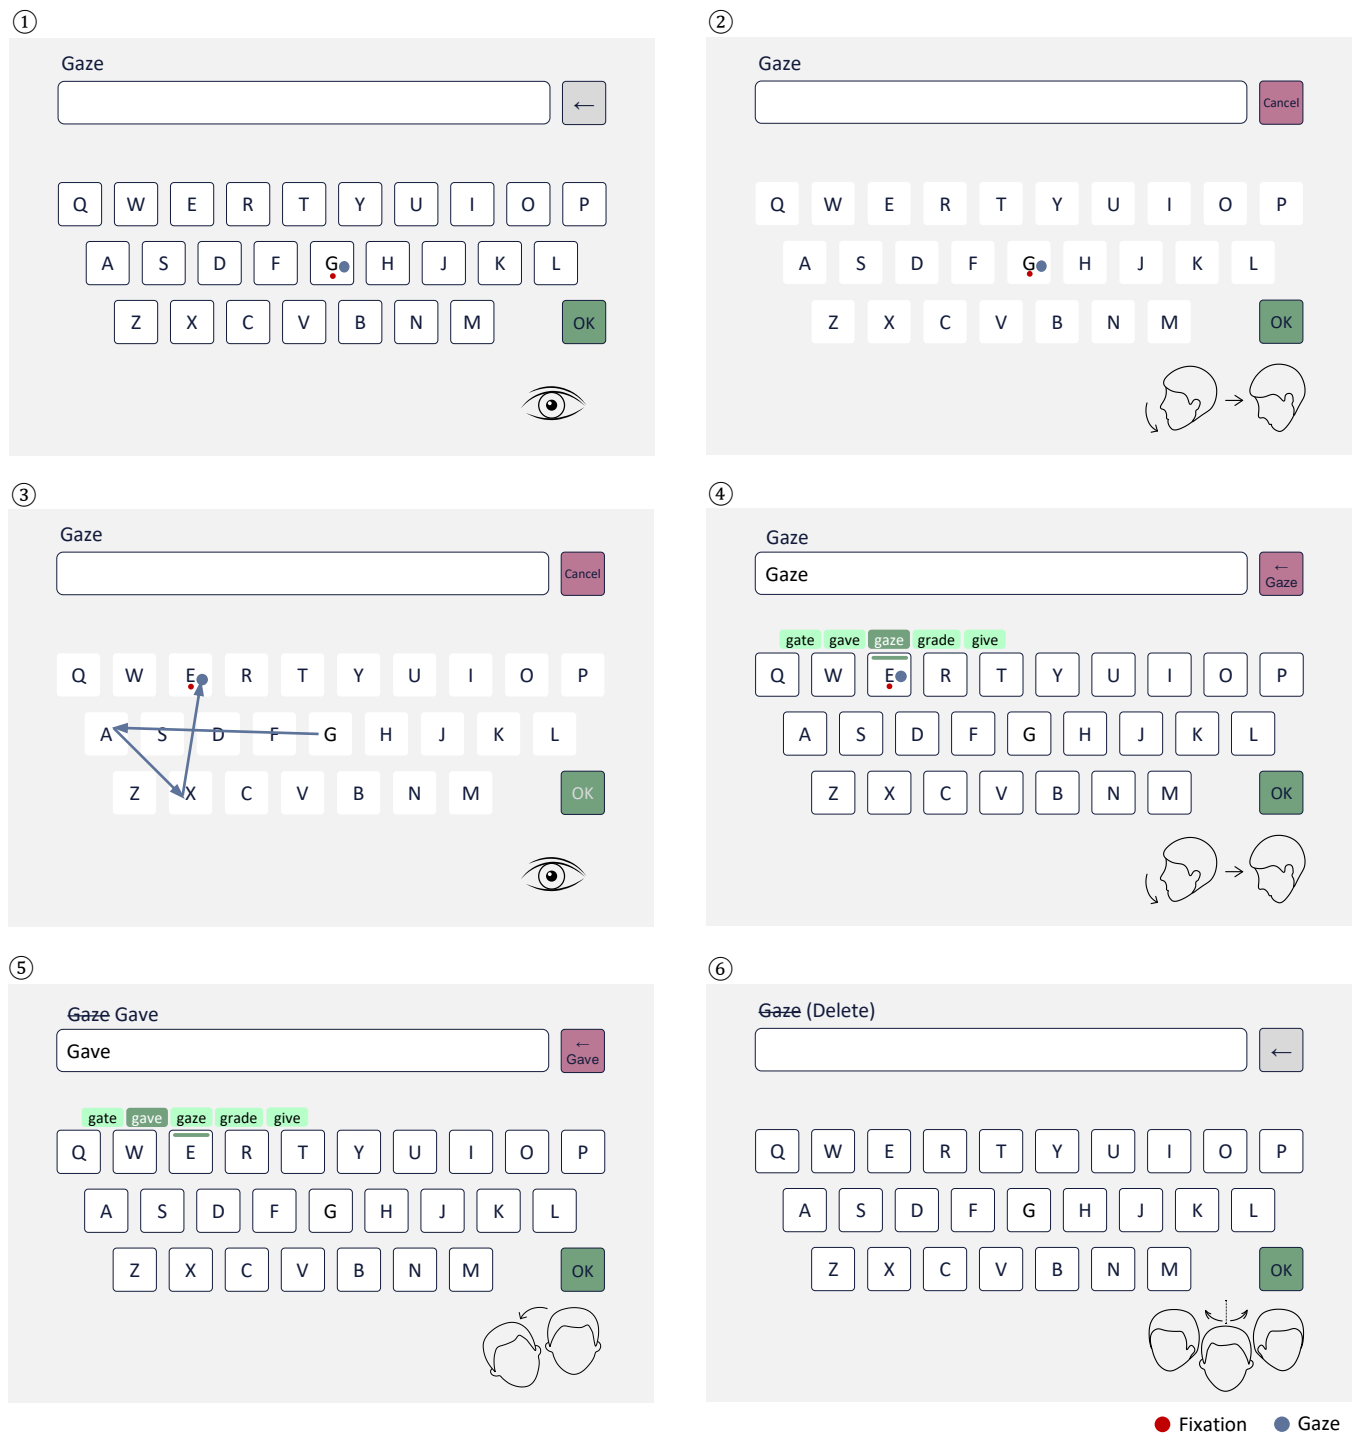 ①
Gaze
←
Q W E R T Y U I O P
A S D F G H J K L
Z X C V B N M OK
②
Gaze
Cancel
Q W E R T Y U I O P
A S D F G H J K L
Z X C V B N M OK
③
Gaze
Cancel
Q W E R T Y U I O P
A S D F G H J K L
Z X C V B N M OK
④
Gaze
Gaze
←
Gaze
gate gave gaze grade give
Q W E R T Y U I O P
A S D F G H J K L
Z X C V B N M OK
⑤
Gaze Gave
Gave
←
Gave
gate gave gaze grade give
Q W E R T Y U I O P
A S D F G H J K L
Z X C V B N M OK
⑥
Gaze (Delete)
←
Q W E R T Y U I O P
A S D F G H J K L
Z X C V B N M OK
Fixation Gaze